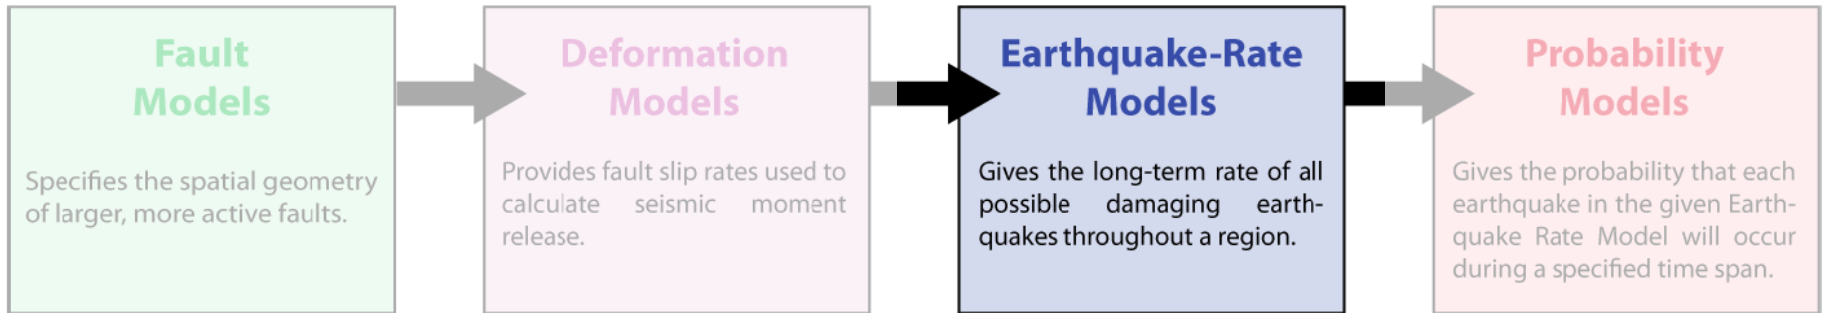 Fault
Models
Specifies the spatial geometry
of larger, more active faults.
Deformation
Models
Provides fault slip rates used to
calculate seismic moment
release.
Earthquake-Rate
Models
Gives the long-term rate of all
possible damaging earth-
quakes throughout a region.
Probability
Models
Gives the probability that each
earthquake in the given Earth-
quake Rate Model will occur
during a specified time span.